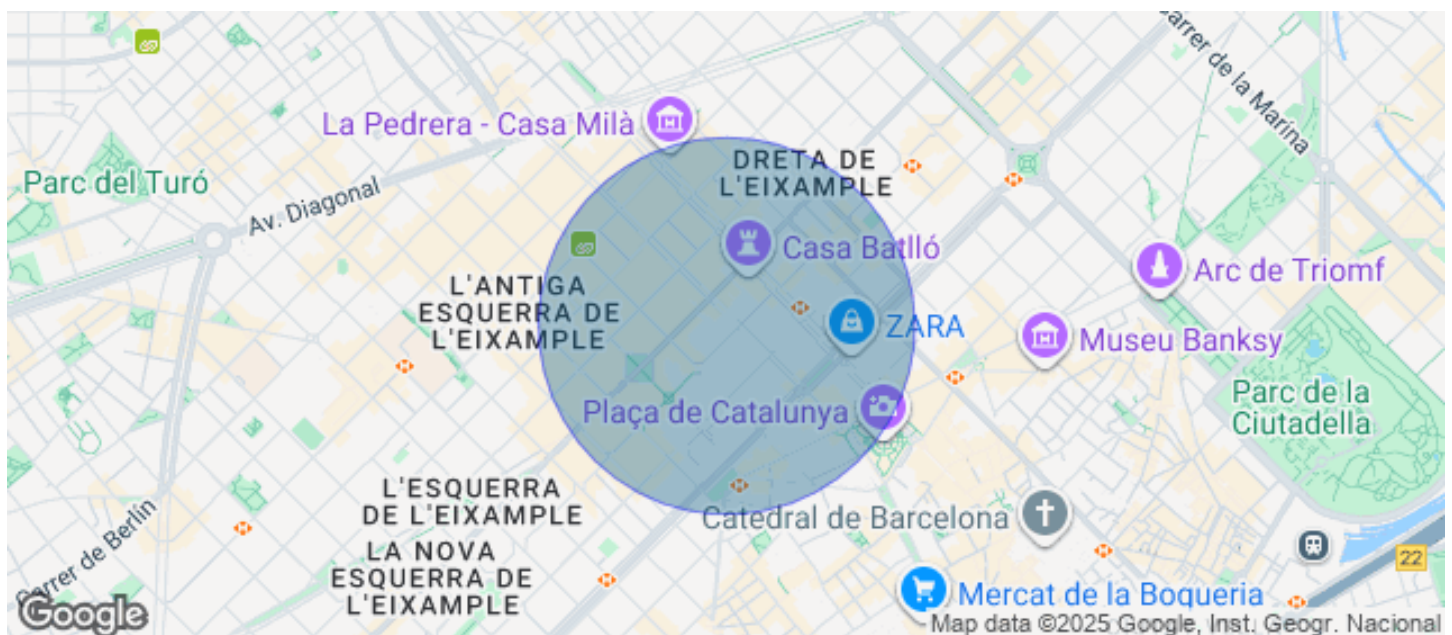 Carrer de la Marina
La Pedrera - Casa Milà
DRETA DE
L'EIXAMPLE
Parc del Turó
Av. Diagonal
Casa Batlló
Arc de Triomf
L'ANTIGA
ESQUERRA DE
L'EIXAMPLE
ZARA
Museu Banksy
Plaça de Catalunya
Parc de la
Ciutadella
L'ESQUERRA
DE L'EIXAMPLE
Catedral de Barcelona
Carrer de Berlín
LA NOVA
ESQUERRA DE
L'EIXAMPLE
22
Mercat de la Boqueria
Google
Map data ©2025 Google, Inst. Geogr. Nacional